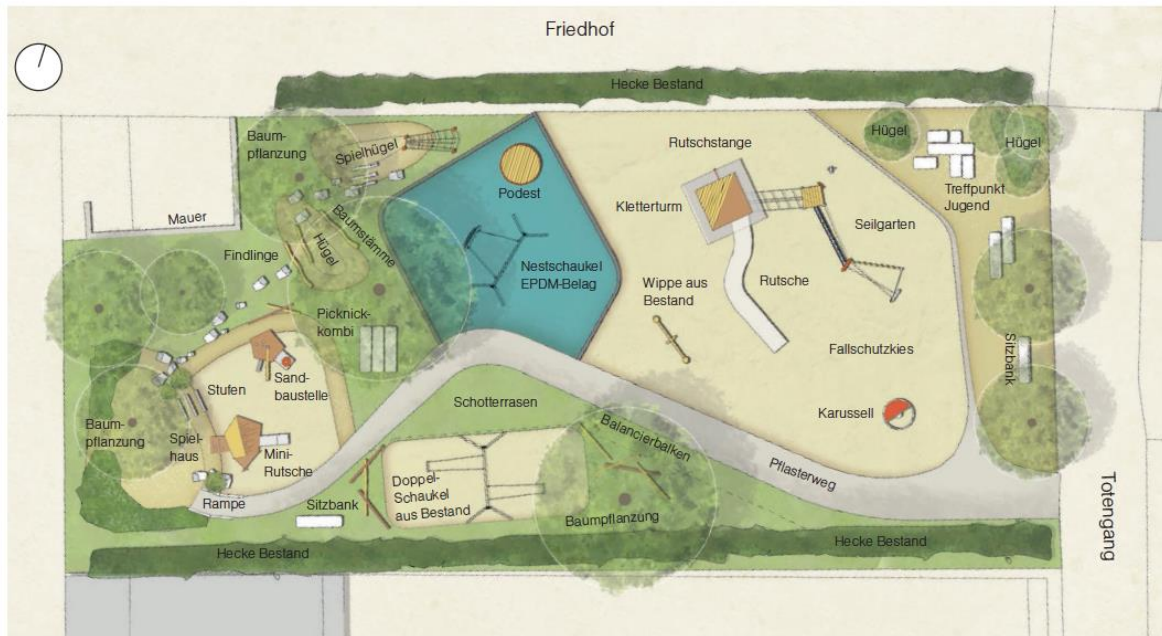 Friedhof
Hecke Bestand
Baum-
pflanzung
Spielhügel
Podest
Rutschstange
Hügel
Hügel
Treffpunkt
Jugend
Kletterturm
Seilgarten
Mauer
Baumstämme
Hügel
Findlinge
Nestschaukel
EPDM-Belag
Wippe aus
Bestand
Rutsche
Picknick-
kombi
Fallschutzkies
Sitzbank
Stufen
Sand-
baustelle
Schotterrasen
Karussell
Baum-
pflanzung
Spiel-
haus
Mini-
Rutsche
Balancierbalken
Pflasterweg
Doppel-
Schaukel
aus Bestand
Rampe
Sitzbank
Baumpflanzung
Totengang
Hecke Bestand
Hecke Bestand